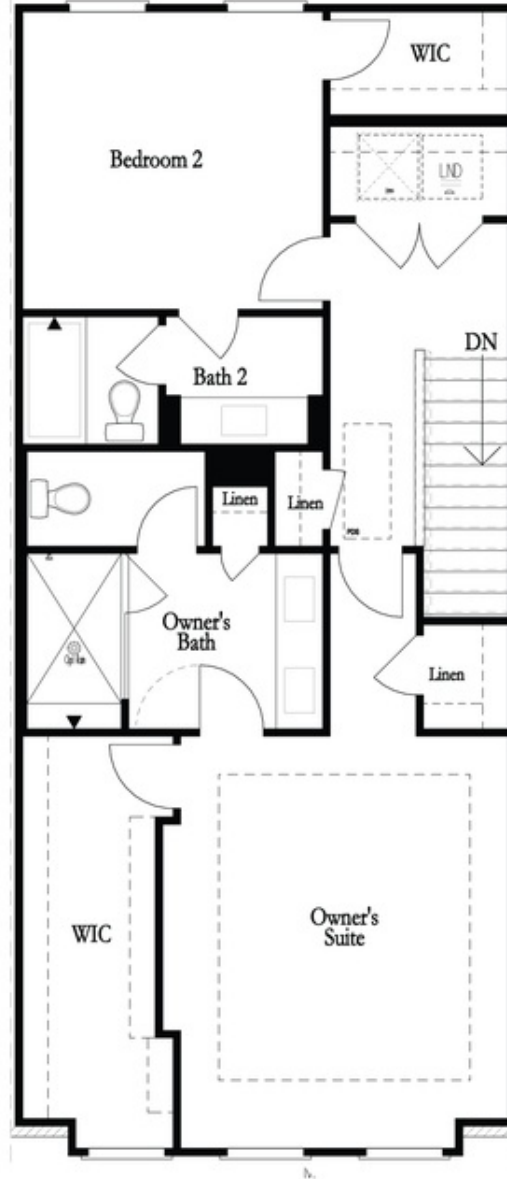 WIC
Bedroom 2
LND
DN
Bath 2
Linen
Linen
Owner's
Bath
Linen
WIC
Owner's
Suite